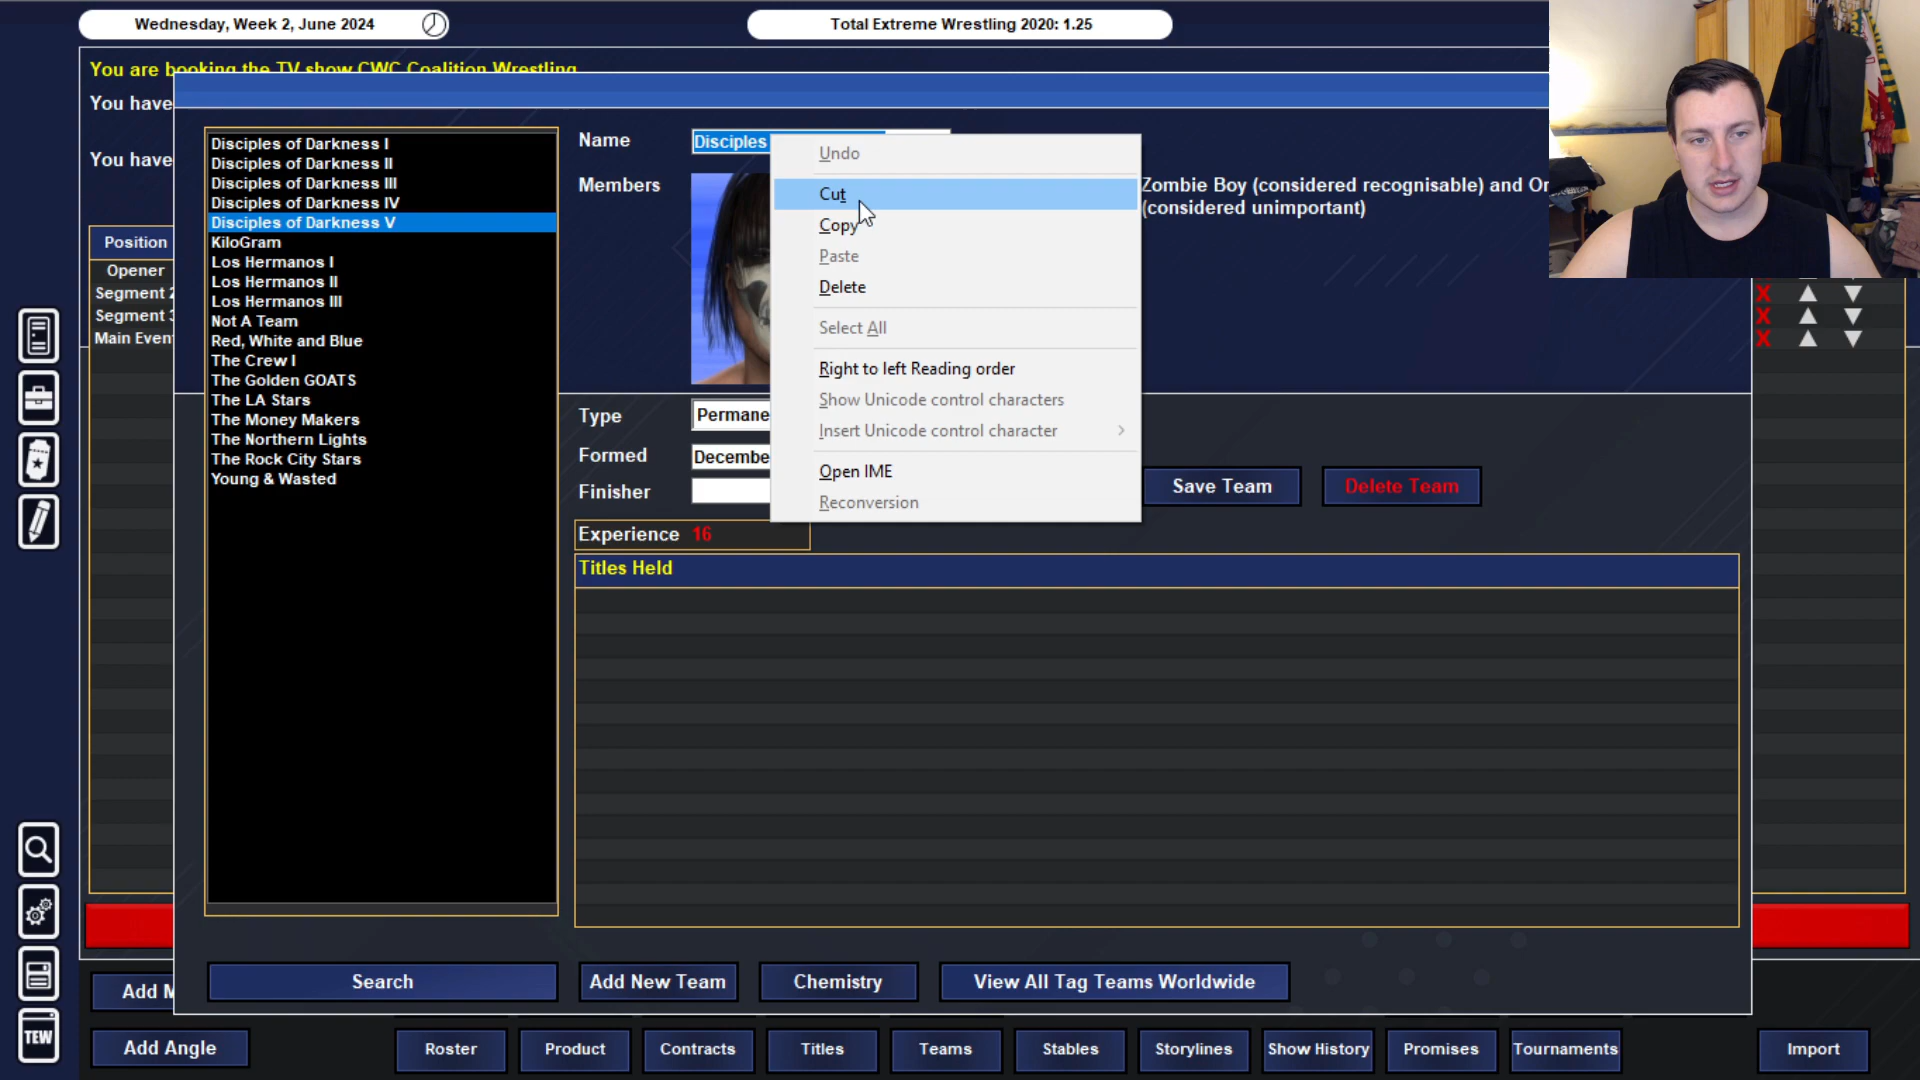 Wednesday, Week 2, June 2024
Total Extreme Wrestling 2020: 1.25
You are booking the TV show CWC Coalition Wrestling
You have
You have
Position
Opener
Segment 2
Segment 3
Main Even
Disciples of Darkness I
Disciples of Darkness II
Disciples of Darkness III
Disciples of Darkness IV
Disciples of Darkness V
KiloGram
Los Hermanos I
Los Hermanos II
Los Hermanos III
Not A Team
Red, White and Blue
The Crew I
The Golden GOATS
The LA Stars
The Money Makers
The Northern Lights
The Rock City Stars
Young & Wasted
Name
Disciples
Members
Zombie Boy (considered recognisable) and Or
(considered unimportant)
Undo
Cut
Copy
Paste
Delete
Select All
Right to left Reading order
Show Unicode control characters
Insert Unicode control character
Open IME
Reconversion
Type
Permane
Formed
Decembe
Finisher
Save Team
Delete Team
Experience 16
Titles Held
X
X
X
Search
Add New Team
Chemistry
View All Tag Teams Worldwide
Add M
Add Angle
Roster
Product
Contracts
Titles
Teams
Stables
Storylines
Show History
Promises
Tournaments
Import
TEW